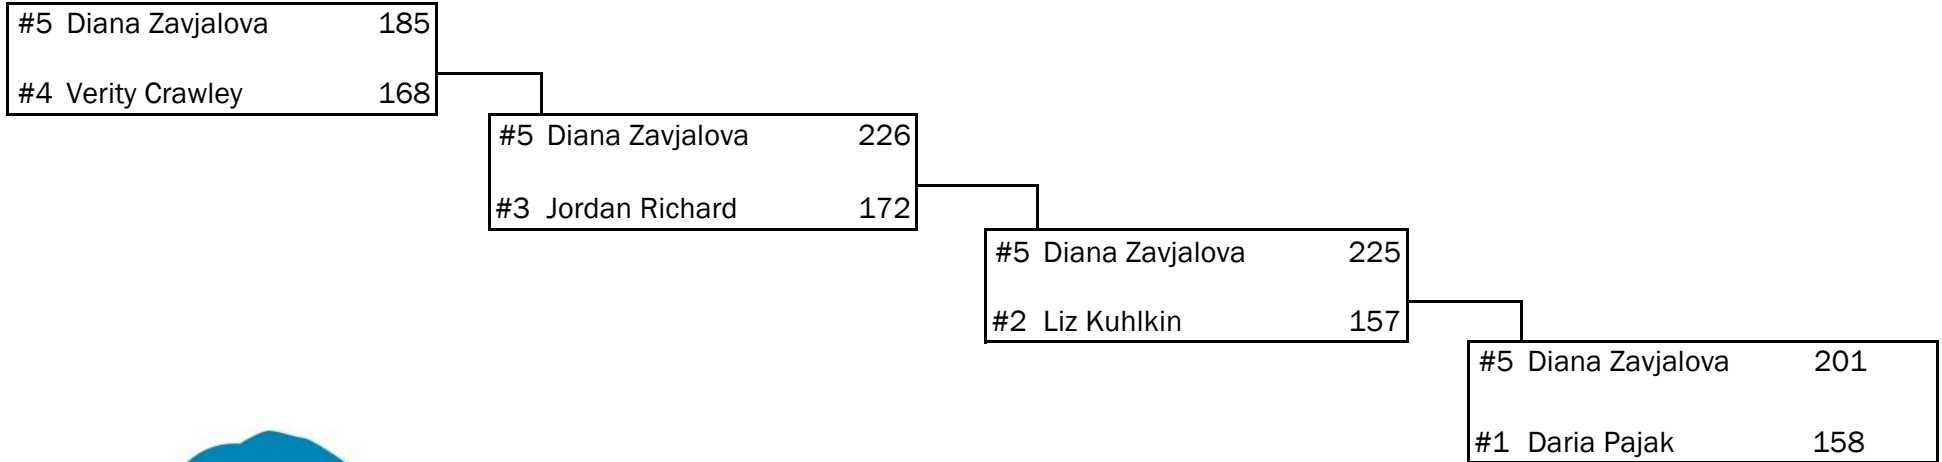 #5 Diana Zavjalova 185
#4 Verity Crawley 168
#5 Diana Zavjalova 226
#3 Jordan Richard 172
#5 Diana Zavjalova 225
#2 Liz Kuhlkin 157
#5 Diana Zavjalova 201
#1 Daria Pajak 158